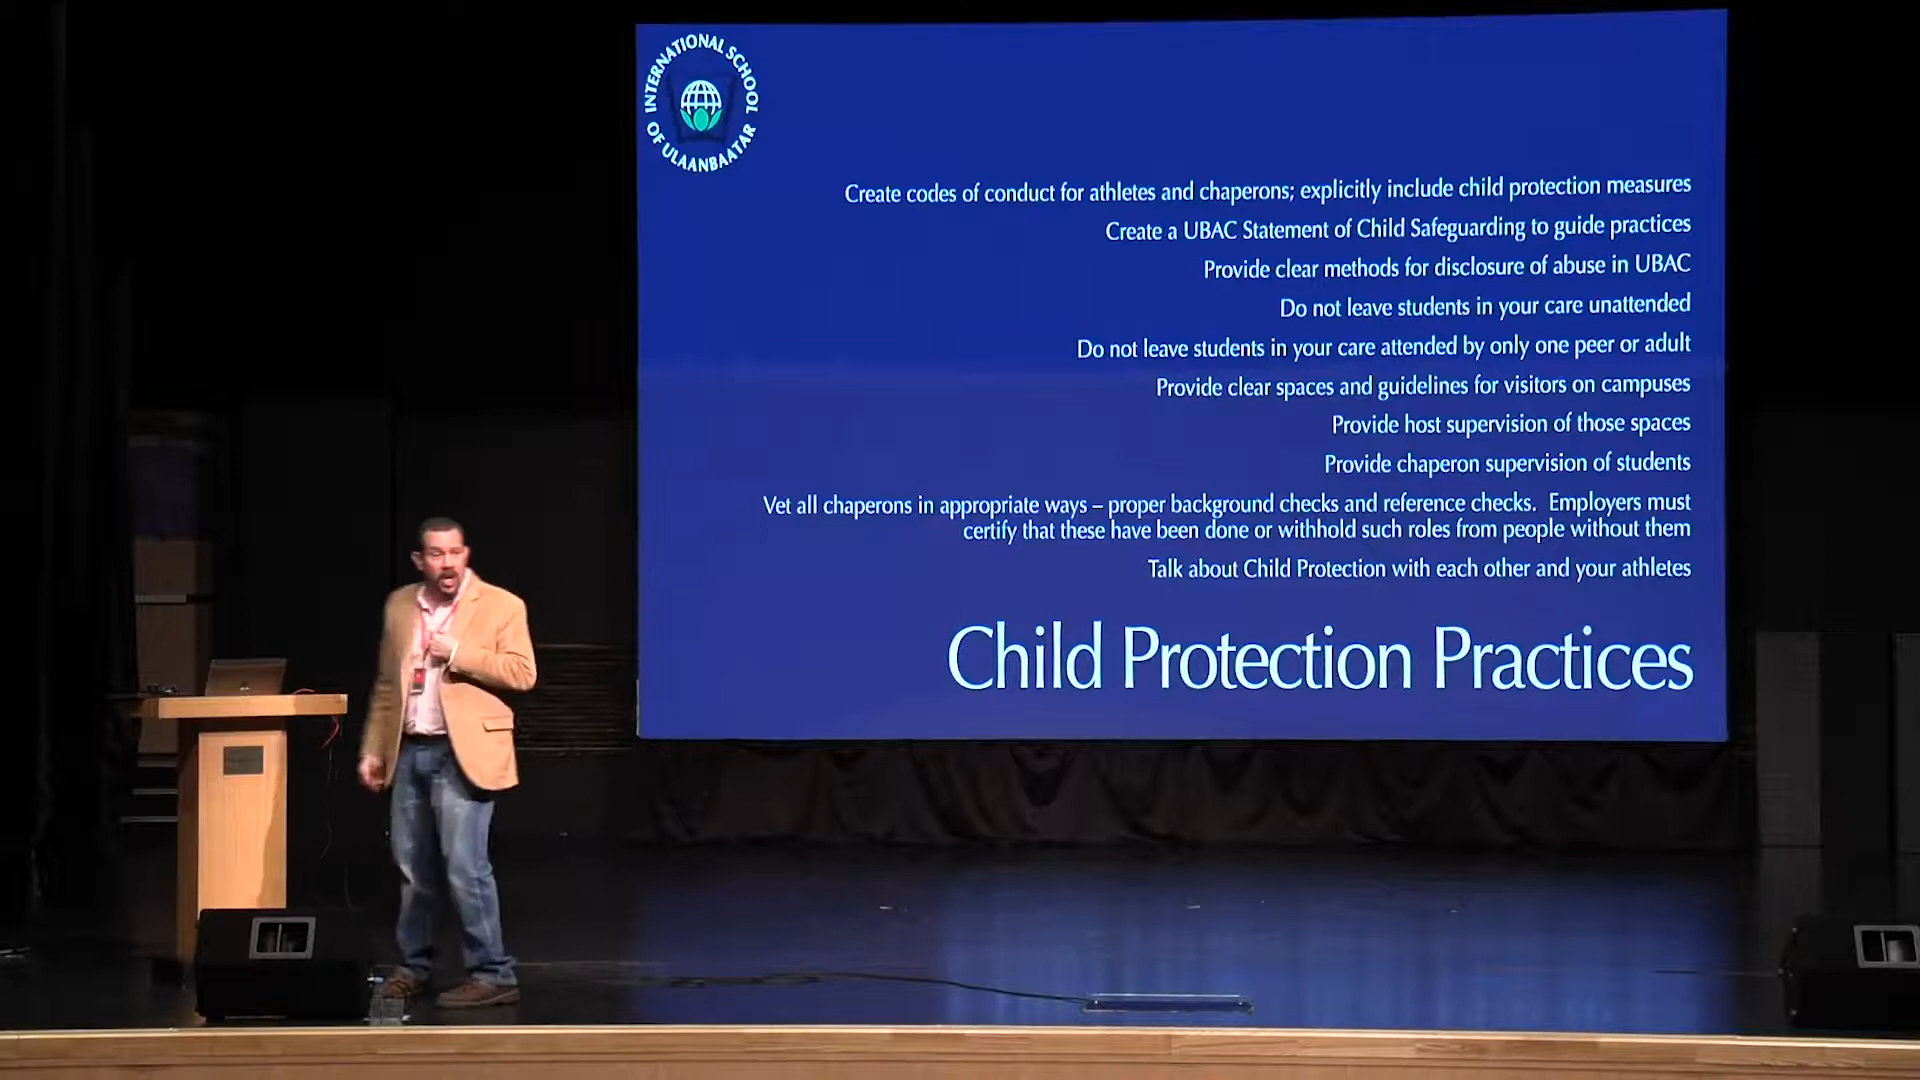 INTERNATIONAL SCHOOL
OF ULAANBAATAR
Create codes of conduct for athletes and chaperons; explicitly include child protection measures
Create a UBAC Statement of Child Safeguarding to guide practices
Provide clear methods for disclosure of abuse in UBAC
Do not leave students in your care unattended
Do not leave students in your care attended by only one peer or adult
Provide clear spaces and guidelines for visitors on campuses
Provide host supervision of those spaces
Provide chaperon supervision of students
Vet all chaperons in appropriate ways – proper background checks and reference checks.  Employers must
certify that these have been done or withhold such roles from people without them
Talk about Child Protection with each other and your athletes
Child Protection Practices